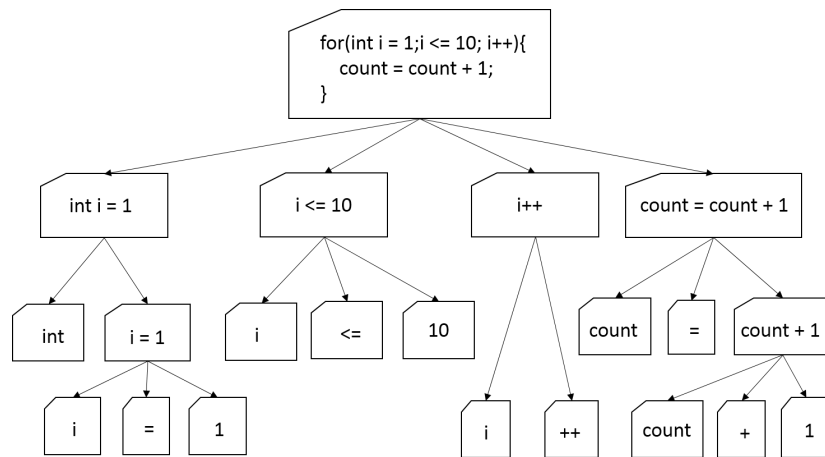 for(int i = 1;i <= 10; i++){
count = count + 1;
}
int i = 1
i <= 10
i++
count = count + 1
int
i = 1
i
<=
10
count
=
count + 1
i
=
1
i
++
count
+
1